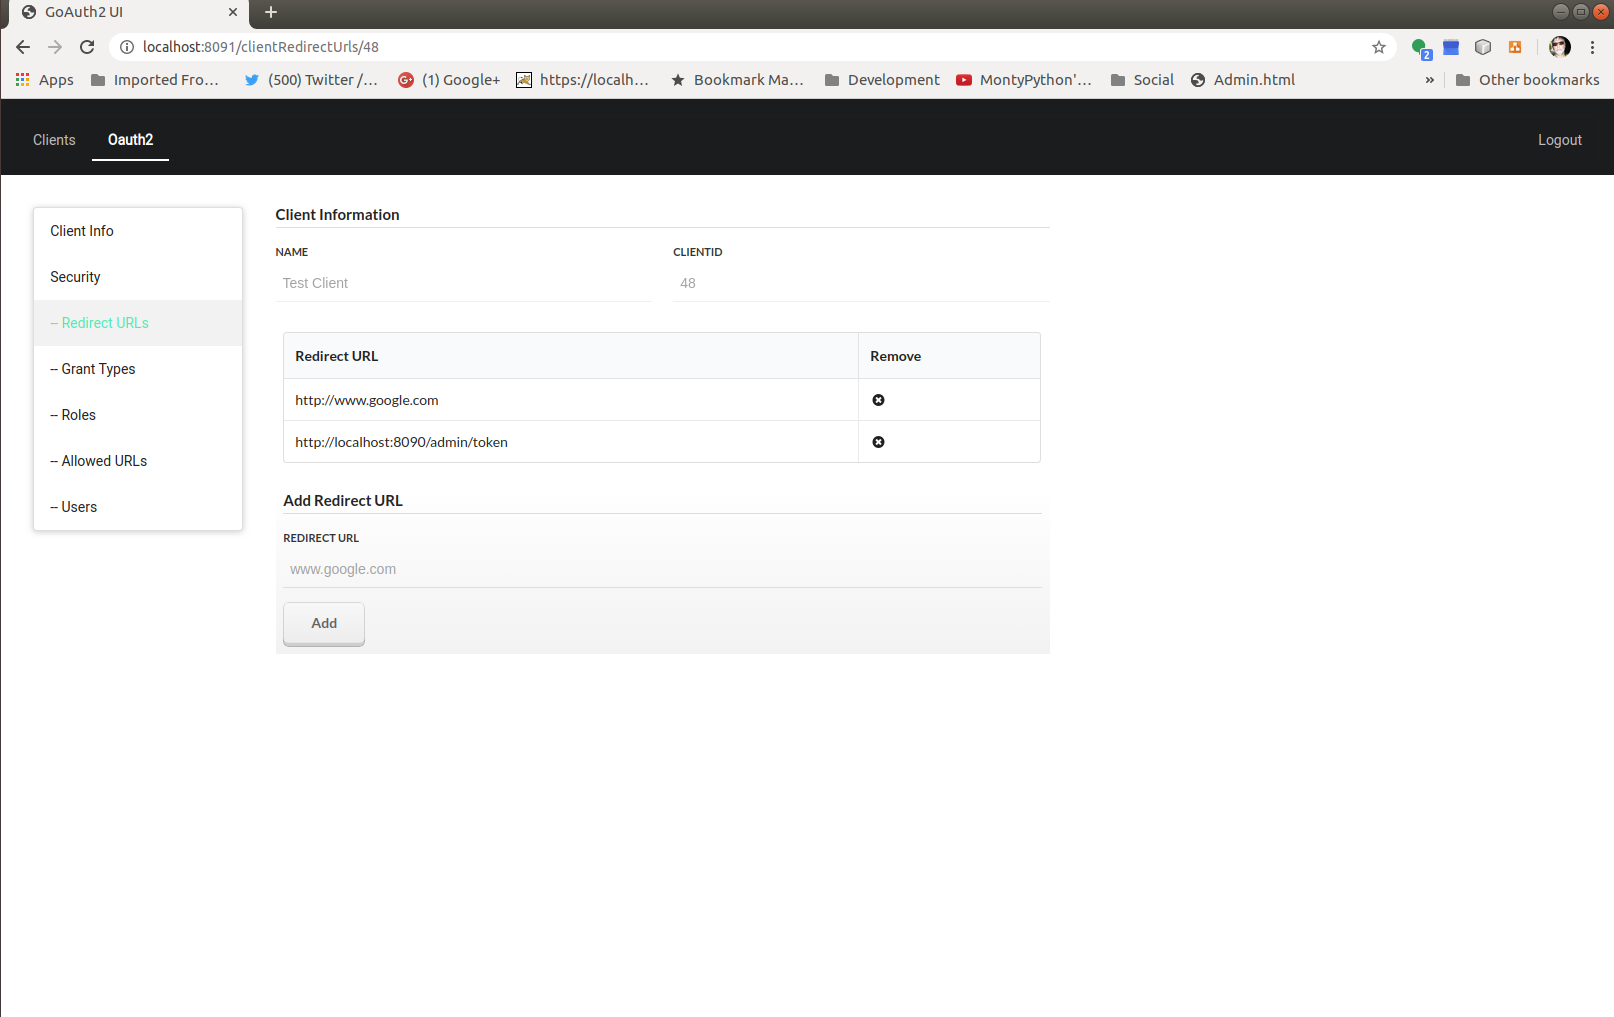 GoAuth2 UI
localhost:8091/clientRedirectUrls/48
2
Apps Imported Fro... (500) Twitter /... (1) Google+ https://localh... Bookmark Ma... Development MontyPython'... Social Admin.html » Other bookmarks
Clients Oauth2 Logout
Client Info
Security
-- Redirect URLs
-- Grant Types
-- Roles
-- Allowed URLs
-- Users
Client Information
NAME CLIENTID
Test Client 48
Redirect URL Remove
http://www.google.com
http://localhost:8090/admin/token
Add Redirect URL
REDIRECT URL
www.google.com
Add